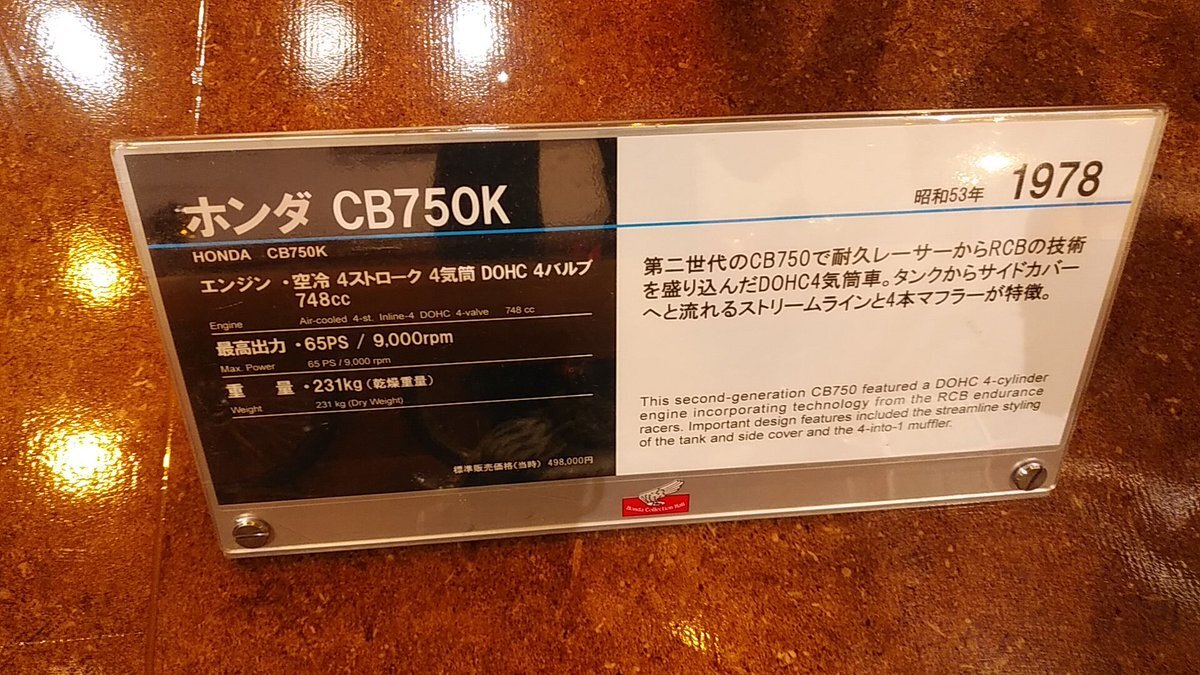 ホンダ CB750K
HONDA CB750K
エンジン ・空冷 4ストローク 4気筒 DOHC 4バルブ
748cc
Engine Air-cooled 4-st. Inline-4 DOHC 4-valve 748 cc
最高出力・65PS / 9,000rpm
Max. Power 65 PS / 9,000 rpm
重 量・231kg (乾燥重量)
Weight 231 kg (Dry Weight)
標準販売価格(当時) 498,000円
昭和53年 1978
第二世代のCB750で耐久レーサーからRCBの技術
を盛り込んだDOHC4気筒車。タンクからサイドカバー
へと流れるストリームラインと4本マフラーが特徴。
This second-generation CB750 featured a DOHC 4-cylinder
engine incorporating technology from the RCB endurance
racers. Important design features included the streamline styling
of the tank and side cover and the 4-into-1 muffler.
Honda Collection Hall